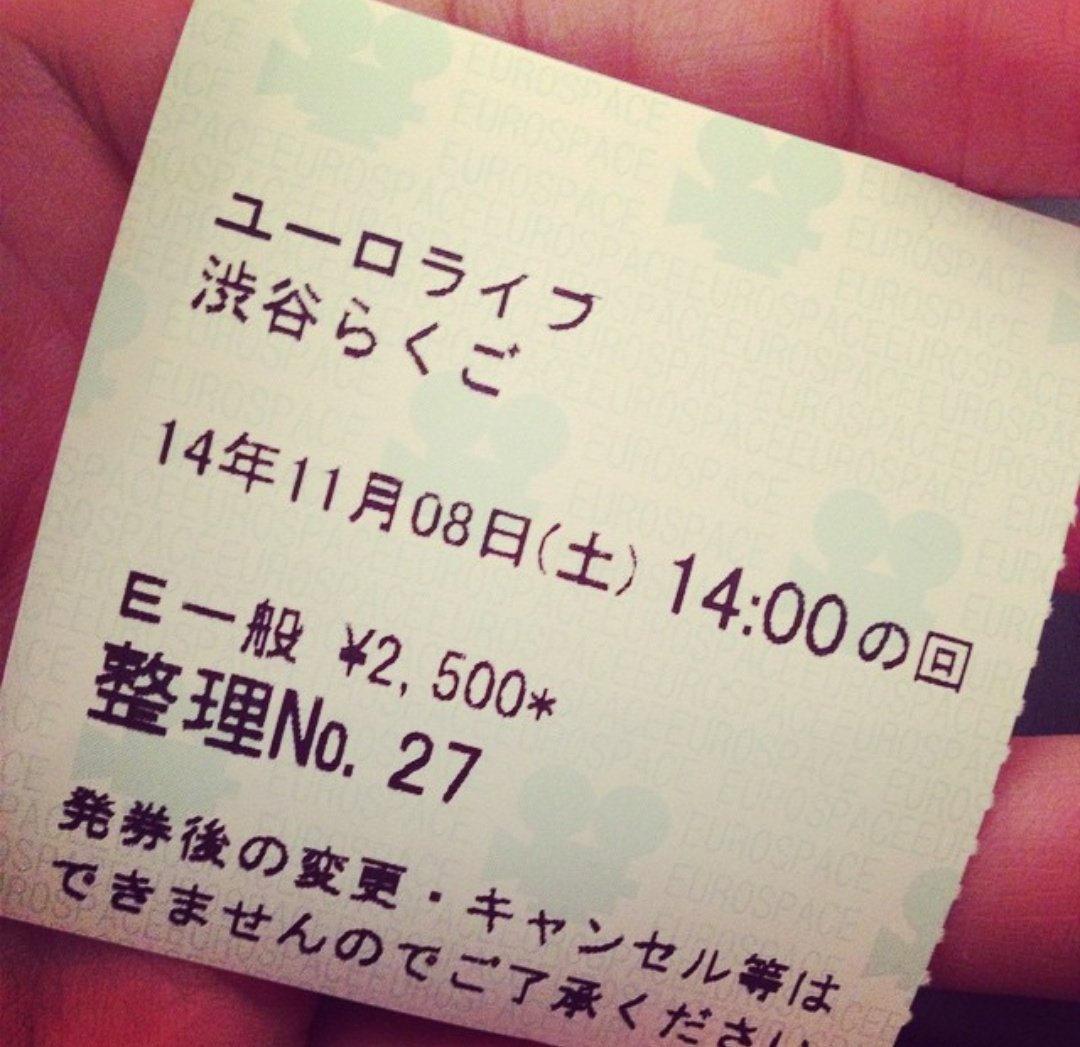 ユーロライブ
渋谷らくご
14年11月08日(土) 14:00の回
E一般 ¥2,500*
整理No. 27
発券後の変更・キャンセル等は
できませんのでご了承ください
EUROSPACE